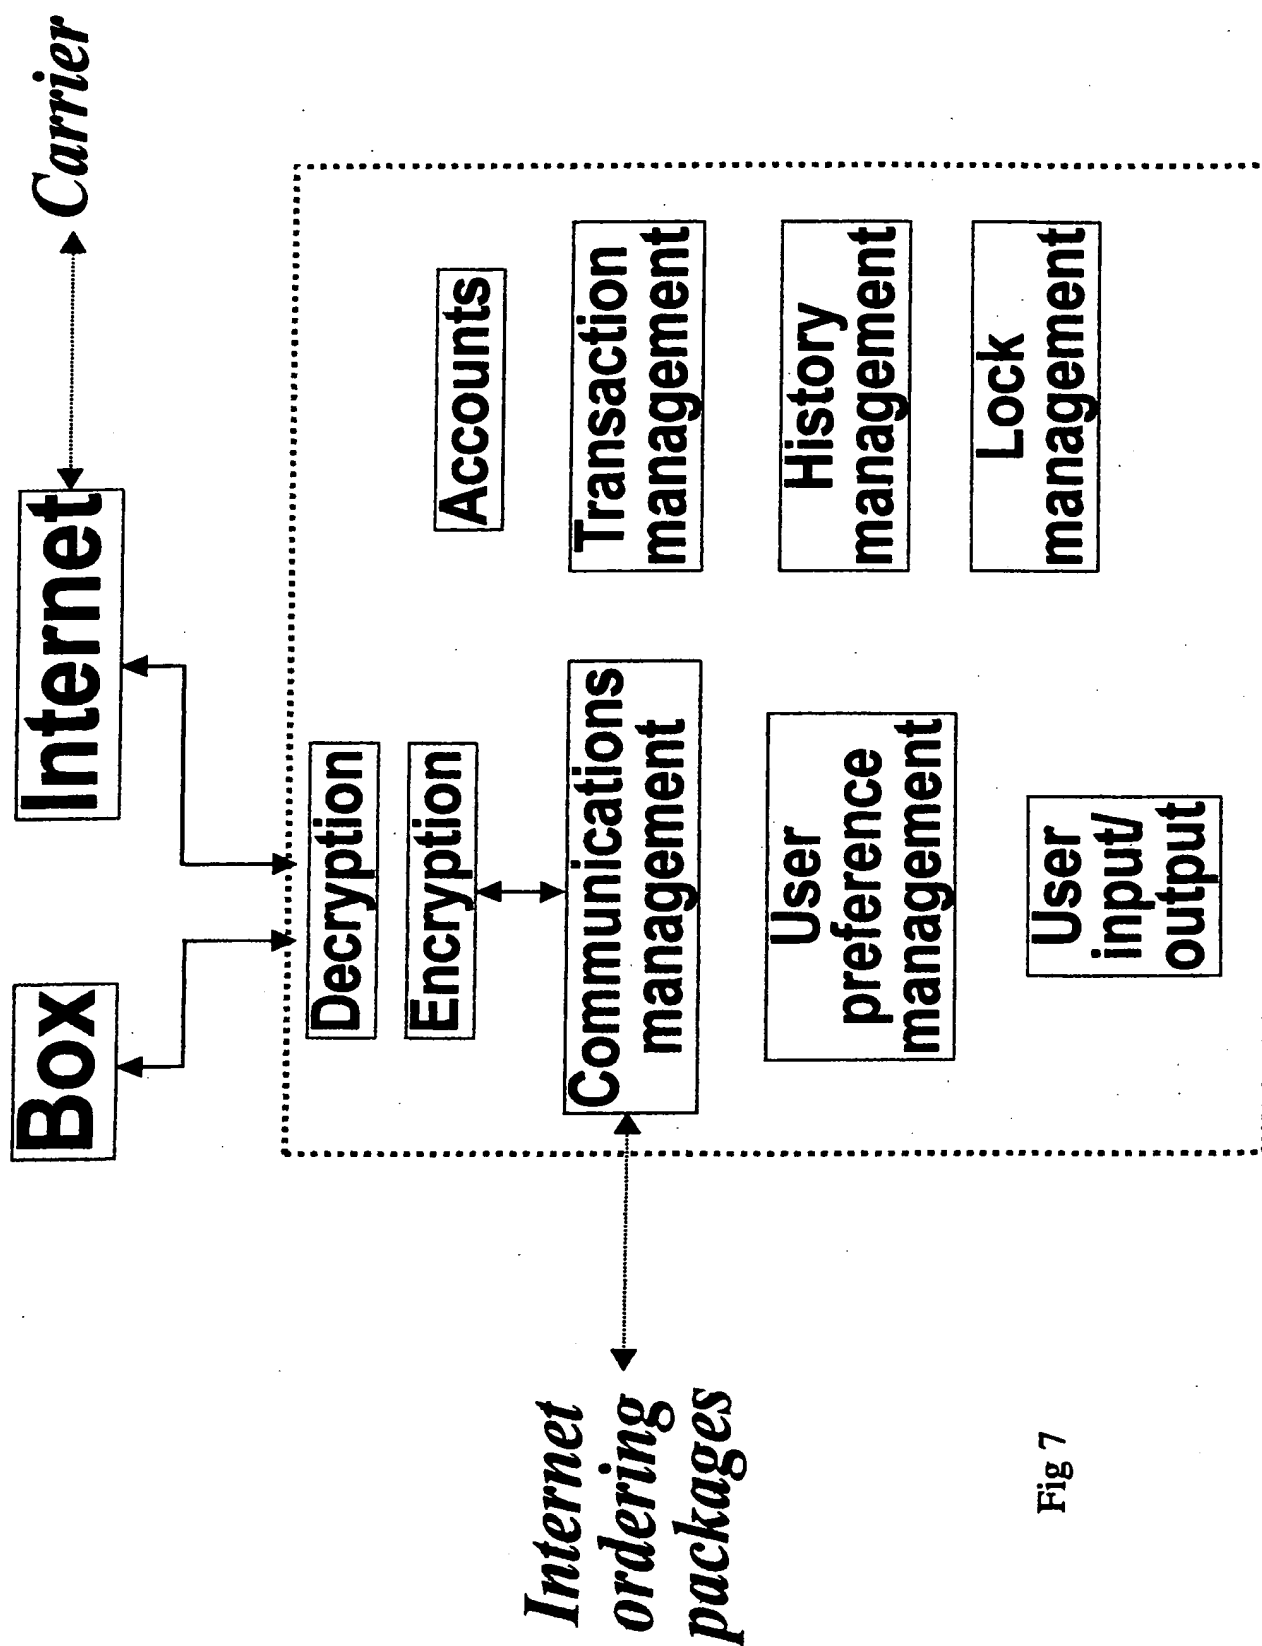 Box
Internet
Carrier
Decryption
Encryption
Accounts
Communications
management
Transaction
management
Internet
ordering
packages
User
preference
management
History
management
User
input/
output
Lock
management
Fig 7